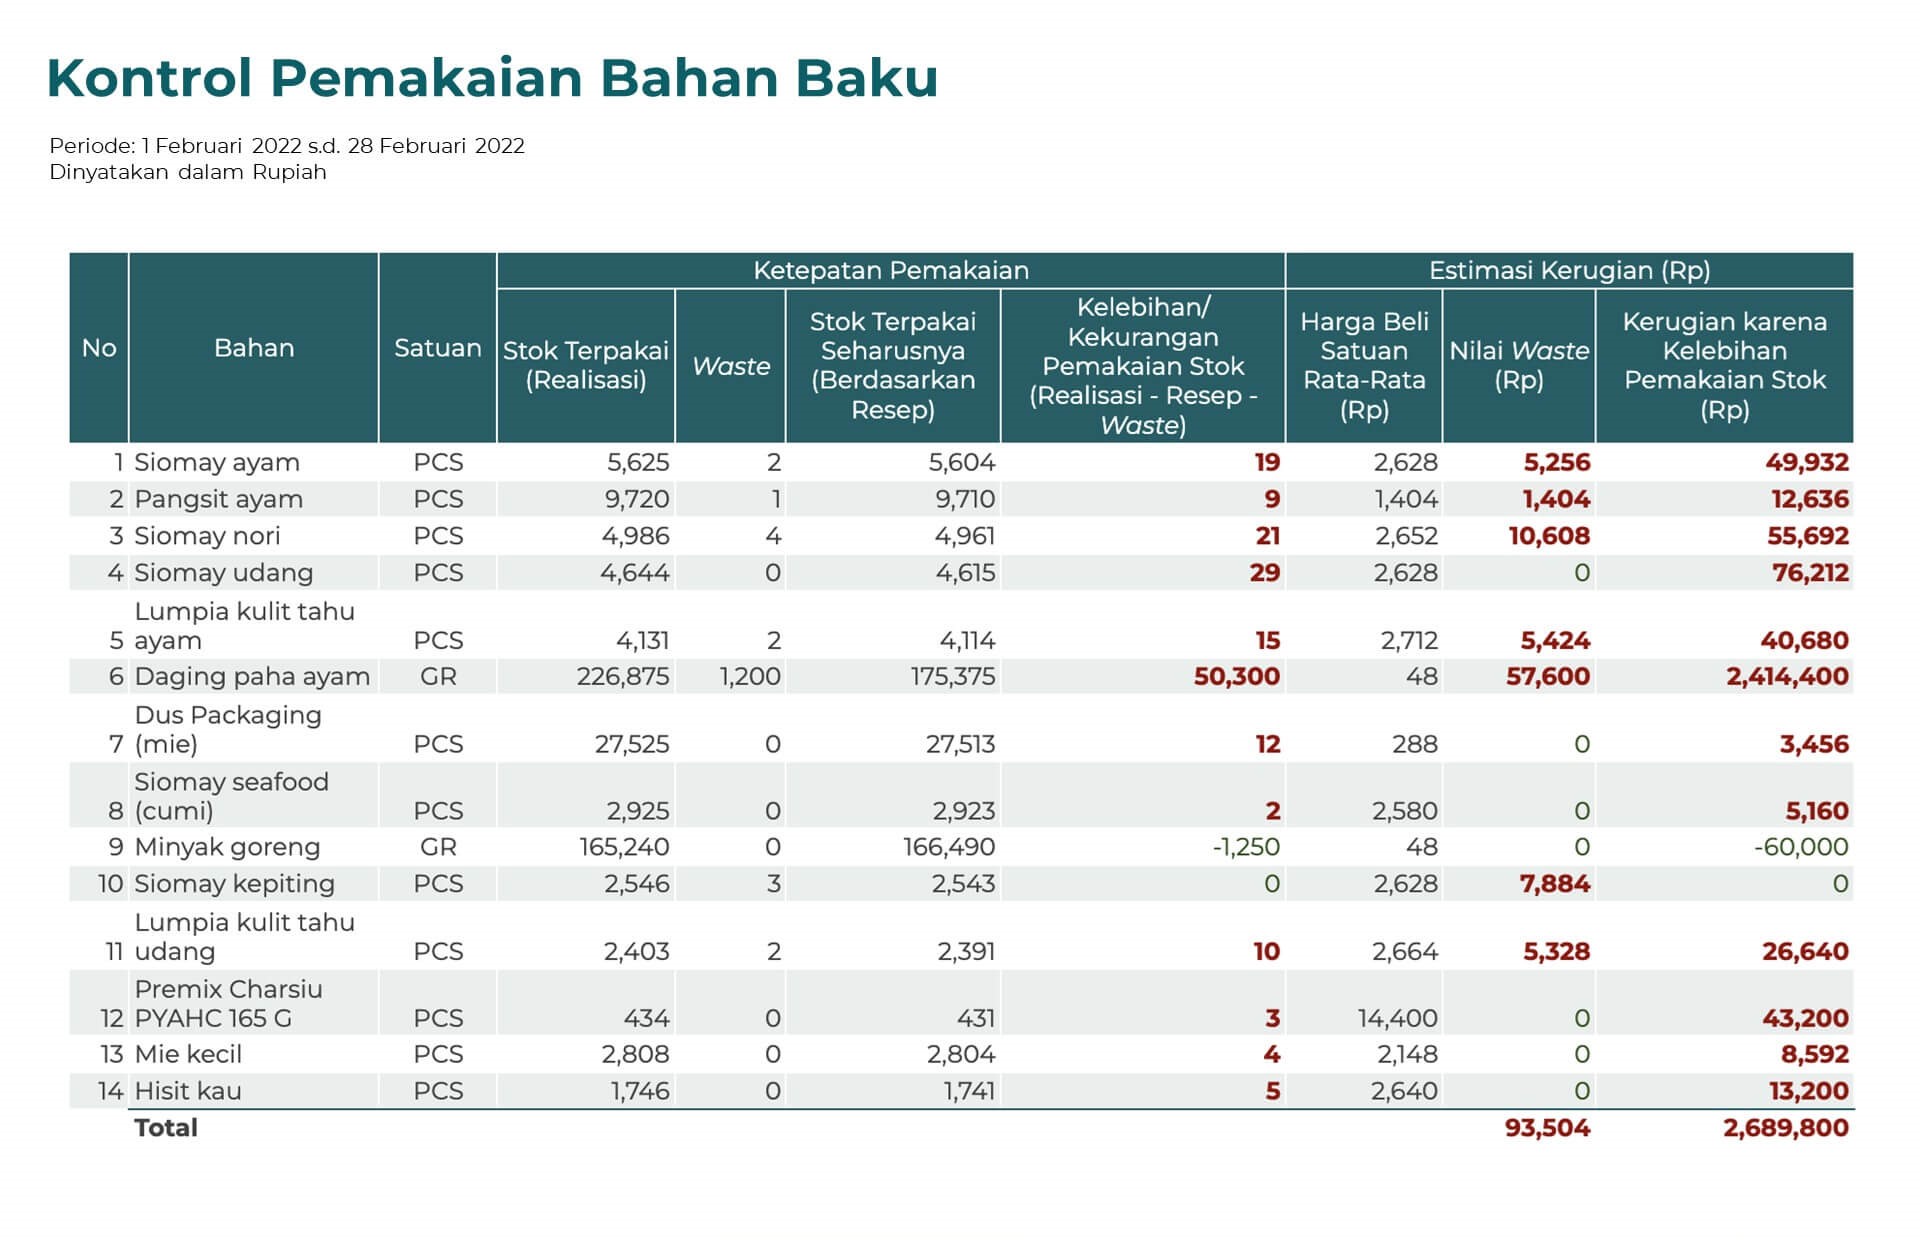 Kontrol Pemakaian Bahan Baku
Periode: 1 Februari 2022 s.d. 28 Februari 2022
Dinyatakan dalam Rupiah
No Bahan Satuan Ketepatan Pemakaian Estimasi Kerugian (Rp)
Stok Terpakai (Realisasi) Waste Stok Terpakai Seharusnya (Berdasarkan Resep) Kelebihan/ Kekurangan Pemakaian Stok (Realisasi - Resep - Waste) Harga Beli Satuan Rata-Rata (Rp) Nilai Waste (Rp) Kerugian karena Kelebihan Pemakaian Stok (Rp)
1 Siomay ayam PCS 5,625 2 5,604 19 2,628 5,256 49,932
2 Pangsit ayam PCS 9,720 1 9,710 9 1,404 1,404 12,636
3 Siomay nori PCS 4,986 4 4,961 21 2,652 10,608 55,692
4 Siomay udang PCS 4,644 0 4,615 29 2,628 0 76,212
5 Lumpia kulit tahu ayam PCS 4,131 2 4,114 15 2,712 5,424 40,680
6 Daging paha ayam GR 226,875 1,200 175,375 50,300 48 57,600 2,414,400
7 Dus Packaging (mie) PCS 27,525 0 27,513 12 288 0 3,456
8 Siomay seafood (cumi) PCS 2,925 0 2,923 2 2,580 0 5,160
9 Minyak goreng GR 165,240 0 166,490 -1,250 48 0 -60,000
10 Siomay kepiting PCS 2,546 3 2,543 0 2,628 7,884 0
11 Lumpia kulit tahu udang PCS 2,403 2 2,391 10 2,664 5,328 26,640
12 Premix Charsiu PYAHC 165 G PCS 434 0 431 3 14,400 0 43,200
13 Mie kecil PCS 2,808 0 2,804 4 2,148 0 8,592
14 Hisit kau PCS 1,746 0 1,741 5 2,640 0 13,200
Total 93,504 2,689,800